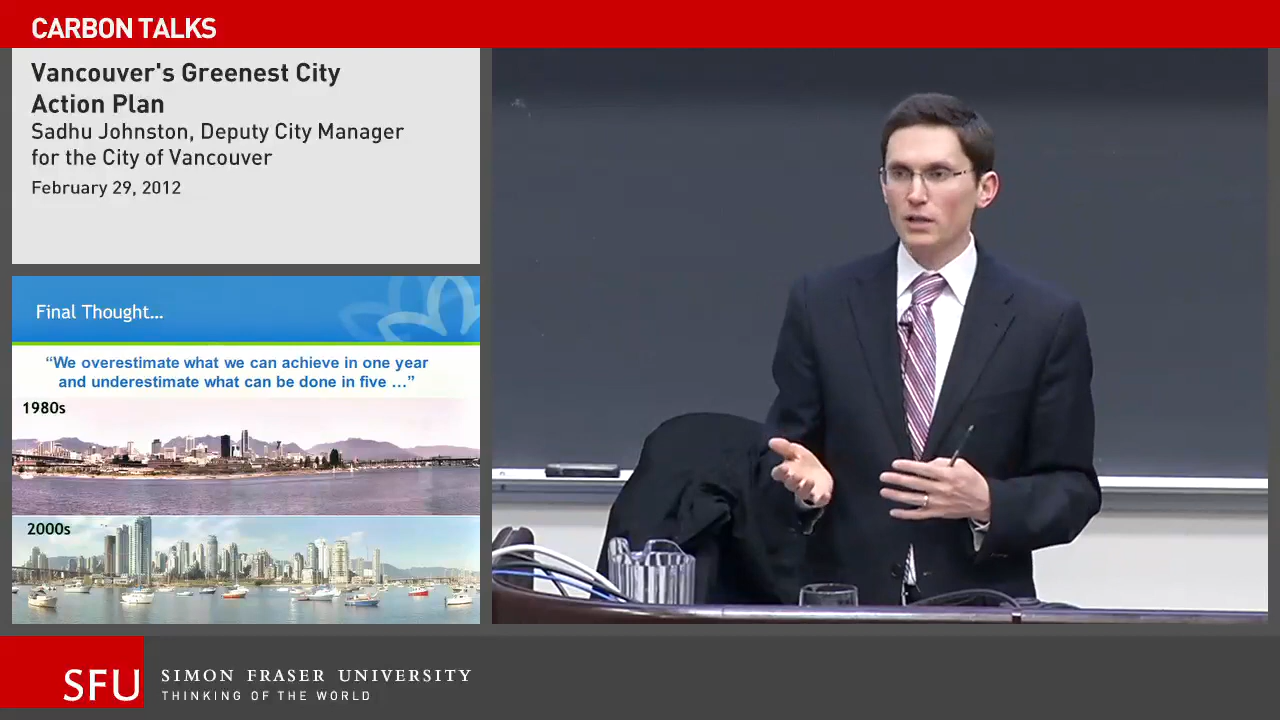 CARBON TALKS
Vancouver's Greenest City
Action Plan
Sadhu Johnston, Deputy City Manager
for the City of Vancouver
February 29, 2012
Final Thought...
“We overestimate what we can achieve in one year
and underestimate what can be done in five ...”
1980s
2000s
SFU
SIMON FRASER UNIVERSITY
THINKING OF THE WORLD